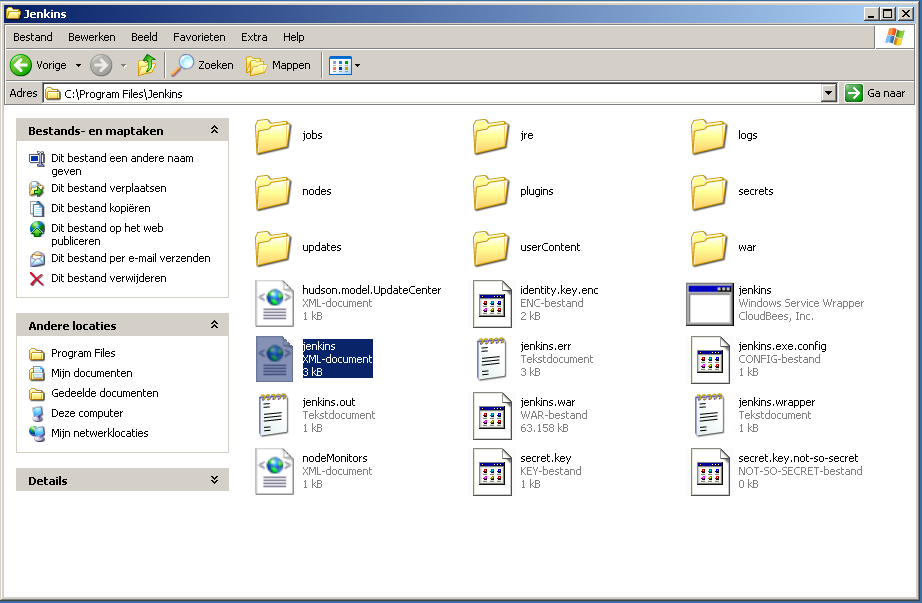 Jenkins
Bestand Bewerken Beeld Favorieten Extra Help
Vorige Zoeken Mappen
Adres C:\Program Files\Jenkins Ga naar
Bestands- en maptaken
Dit bestand een andere naam
geven
Dit bestand verplaatsen
Dit bestand kopiëren
Dit bestand op het web
publiceren
Dit bestand per e-mail verzenden
Dit bestand verwijderen
Andere locaties
Program Files
Mijn documenten
Gedeelde documenten
Deze computer
Mijn netwerklocaties
Details
jobs
jre
logs
nodes
plugins
secrets
updates
userContent
war
hudson.model.UpdateCenter
XML-document
1 kB
identity.key.enc
ENC-bestand
2 kB
jenkins
Windows Service Wrapper
CloudBees, Inc.
jenkins
XML-document
3 kB
jenkins.err
Tekstdocument
3 kB
jenkins.exe.config
CONFIG-bestand
1 kB
jenkins.out
Tekstdocument
1 kB
jenkins.war
WAR-bestand
63.158 kB
jenkins.wrapper
Tekstdocument
1 kB
nodeMonitors
XML-document
1 kB
secret.key
KEY-bestand
1 kB
secret.key.not-so-secret
NOT-SO-SECRET-bestand
0 kB